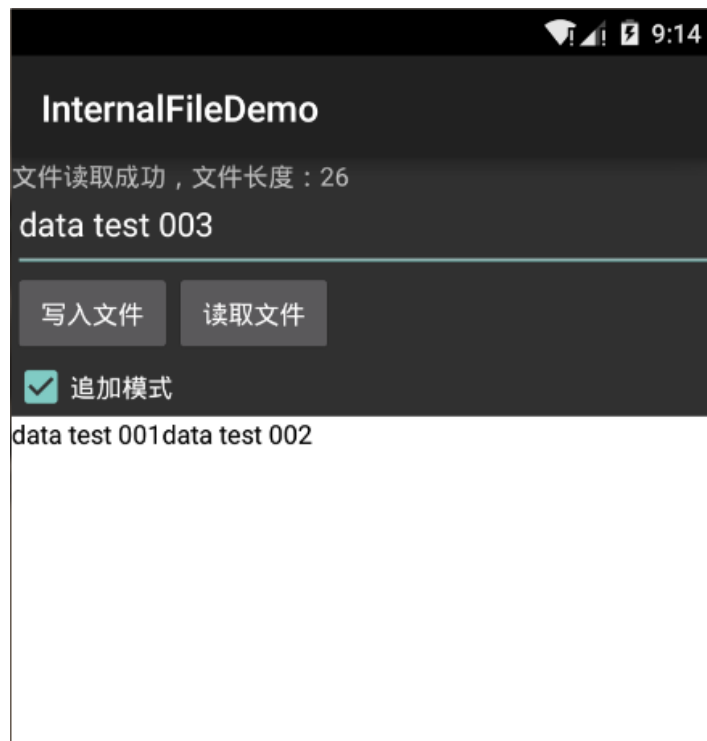 9:14
InternalFileDemo
文件读取成功，文件长度：26
data test 003
写入文件 读取文件
追加模式
data test 001data test 002